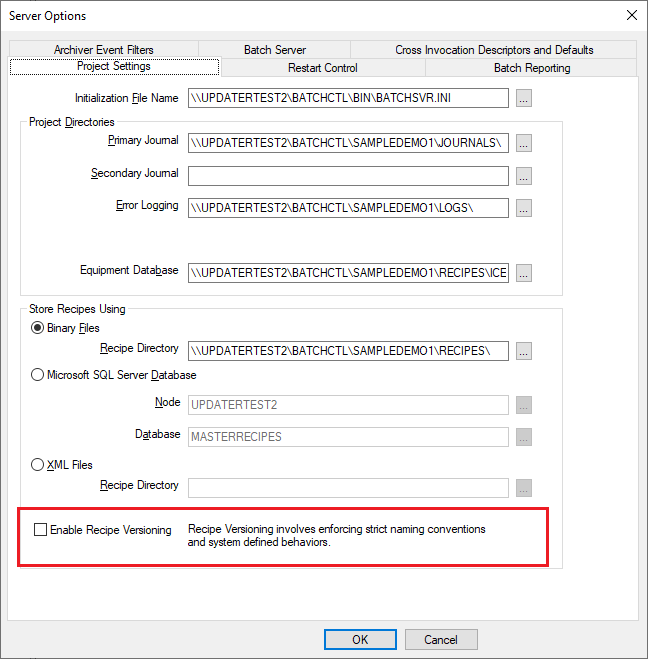 Server Options
Archiver Event Filters
Batch Server
Cross Invocation Descriptors and Defaults
Project Settings
Restart Control
Batch Reporting
Initialization File Name
\\UPDATERTEST2\BATCHCTL\BIN\BATCHSVR.INI
...
Project Directories
Primary Journal
\\UPDATERTEST2\BATCHCTL\SAMPLEDEMO1\JOURNALS\
...
Secondary Journal
...
Error Logging
\\UPDATERTEST2\BATCHCTL\SAMPLEDEMO1\LOGS\
...
Equipment Database
\\UPDATERTEST2\BATCHCTL\SAMPLEDEMO1\RECIPES\ICE
...
Store Recipes Using
Binary Files
Recipe Directory
\\UPDATERTEST2\BATCHCTL\SAMPLEDEMO1\RECIPES\
...
Microsoft SQL Server Database
Node
UPDATERTEST2
...
Database
MASTERRECIPES
...
XML Files
Recipe Directory
...
Enable Recipe Versioning
Recipe Versioning involves enforcing strict naming conventions
and system defined behaviors.
OK
Cancel